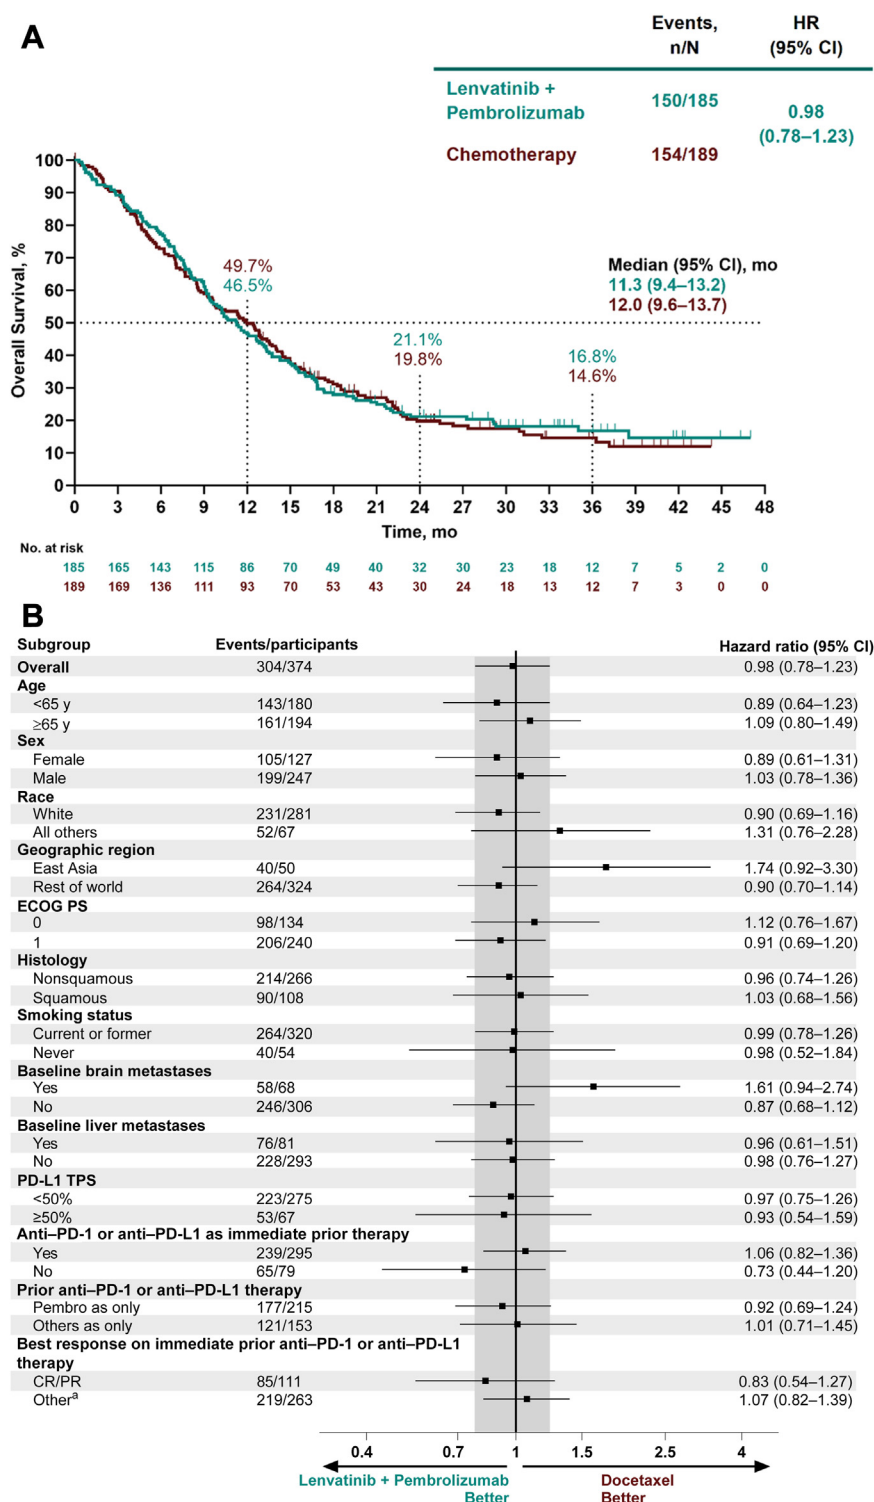 A
Events, n/N
HR (95% CI)
Lenvatinib + Pembrolizumab
150/185
0.98 (0.78–1.23)
Chemotherapy
154/189
Overall Survival, %
100
90
80
70
60
50
40
30
20
10
0
49.7%
46.5%
21.1%
19.8%
16.8%
14.6%
Median (95% CI), mo
11.3 (9.4–13.2)
12.0 (9.6–13.7)
0 3 6 9 12 15 18 21 24 27 30 33 36 39 42 45 48
Time, mo
No. at risk
185 165 143 115 86 70 49 40 32 30 23 18 12 7 5 2 0
189 169 136 111 93 70 53 43 30 24 18 13 12 7 3 0 0
B
Subgroup Events/participants Hazard ratio (95% CI)
Overall 304/374 0.98 (0.78–1.23)
Age
<65 y 143/180 0.89 (0.64–1.23)
≥65 y 161/194 1.09 (0.80–1.49)
Sex
Female 105/127 0.89 (0.61–1.31)
Male 199/247 1.03 (0.78–1.36)
Race
White 231/281 0.90 (0.69–1.16)
All others 52/67 1.31 (0.76–2.28)
Geographic region
East Asia 40/50 1.74 (0.92–3.30)
Rest of world 264/324 0.90 (0.70–1.14)
ECOG PS
0 98/134 1.12 (0.76–1.67)
1 206/240 0.91 (0.69–1.20)
Histology
Nonsquamous 214/266 0.96 (0.74–1.26)
Squamous 90/108 1.03 (0.68–1.56)
Smoking status
Current or former 264/320 0.99 (0.78–1.26)
Never 40/54 0.98 (0.52–1.84)
Baseline brain metastases
Yes 58/68 1.61 (0.94–2.74)
No 246/306 0.87 (0.68–1.12)
Baseline liver metastases
Yes 76/81 0.96 (0.61–1.51)
No 228/293 0.98 (0.76–1.27)
PD-L1 TPS
<50% 223/275 0.97 (0.75–1.26)
≥50% 53/67 0.93 (0.54–1.59)
Anti–PD-1 or anti–PD-L1 as immediate prior therapy
Yes 239/295 1.06 (0.82–1.36)
No 65/79 0.73 (0.44–1.20)
Prior anti–PD-1 or anti–PD-L1 therapy
Pembro as only 177/215 0.92 (0.69–1.24)
Others as only 121/153 1.01 (0.71–1.45)
Best response on immediate prior anti–PD-1 or anti–PD-L1
therapy
CR/PR 85/111 0.83 (0.54–1.27)
Otherᵃ 219/263 1.07 (0.82–1.39)
0.4 0.7 1 1.5 2.5 4
Lenvatinib + Pembrolizumab Docetaxel
Better Better